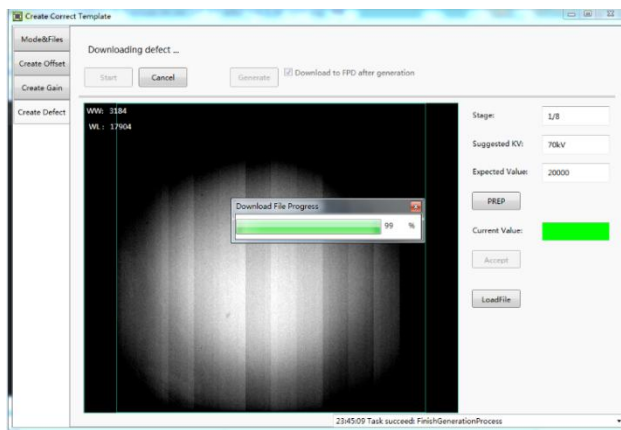 Create Correct Template
Mode&Files
Create Offset
Create Gain
Create Defect
Downloading defect ...
Start
Cancel
Generate
Download to FPD after generation
WW: 3184
WL: 17904
Download File Progress
99 %
Stage: 1/8
Suggested KV: 70kV
Expected Value: 20000
PREP
Current Value:
Accept
LoadFile
23:45:09 Task succeed: FinishGenerationProcess